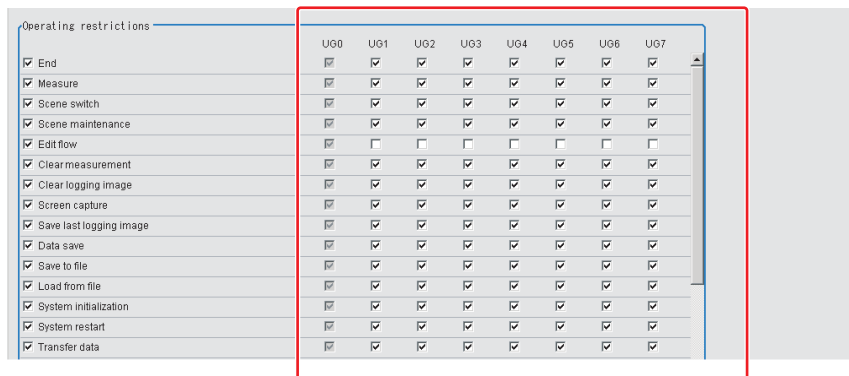 Operating restrictions
UG0 UG1 UG2 UG3 UG4 UG5 UG6 UG7
End
Measure
Scene switch
Scene maintenance
Edit flow
Clear measurement
Clear logging image
Screen capture
Save last logging image
Data save
Save to file
Load from file
System initialization
System restart
Transfer data